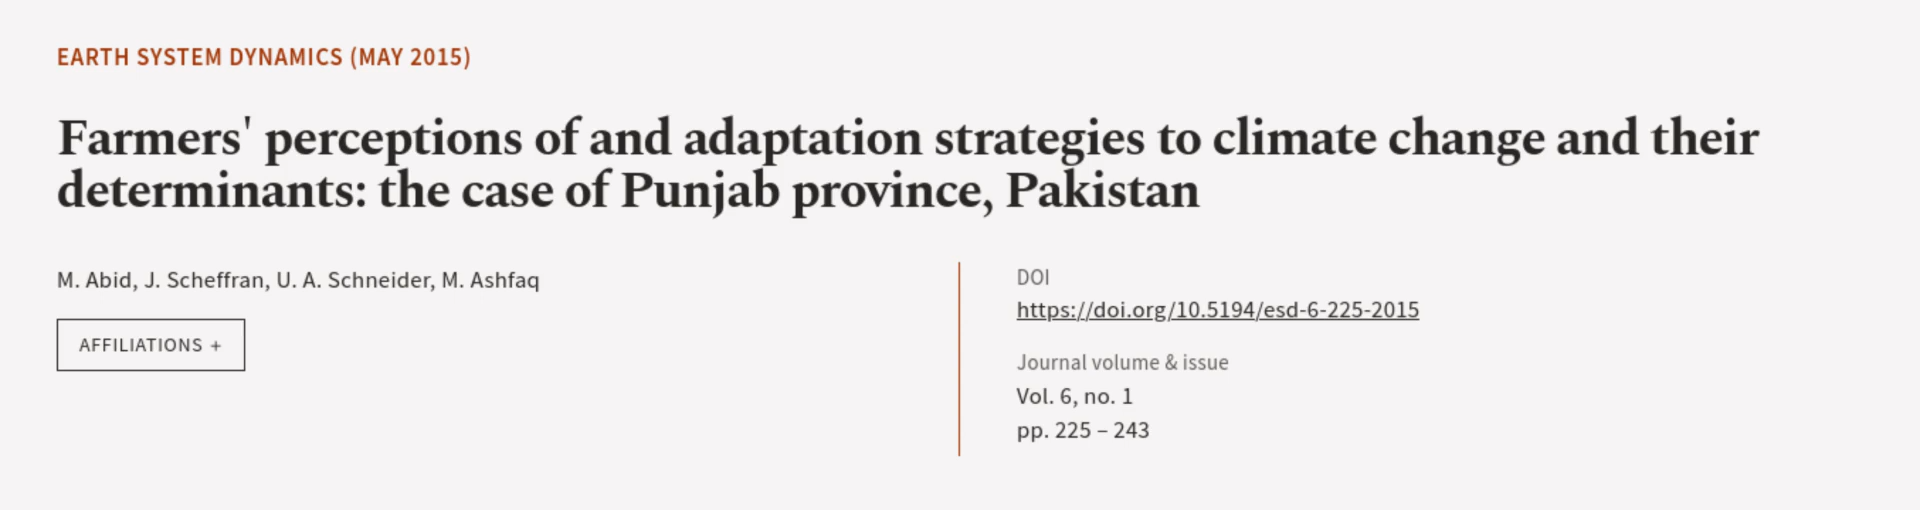 EARTH SYSTEM DYNAMICS (MAY 2015)
Farmers' perceptions of and adaptation strategies to climate change and their
determinants: the case of Punjab province, Pakistan
M. Abid, J. Scheffran, U. A. Schneider, M. Ashfaq
AFFILIATIONS +
DOI
https://doi.org/10.5194/esd-6-225-2015
Journal volume & issue
Vol. 6, no. 1
pp. 225 – 243